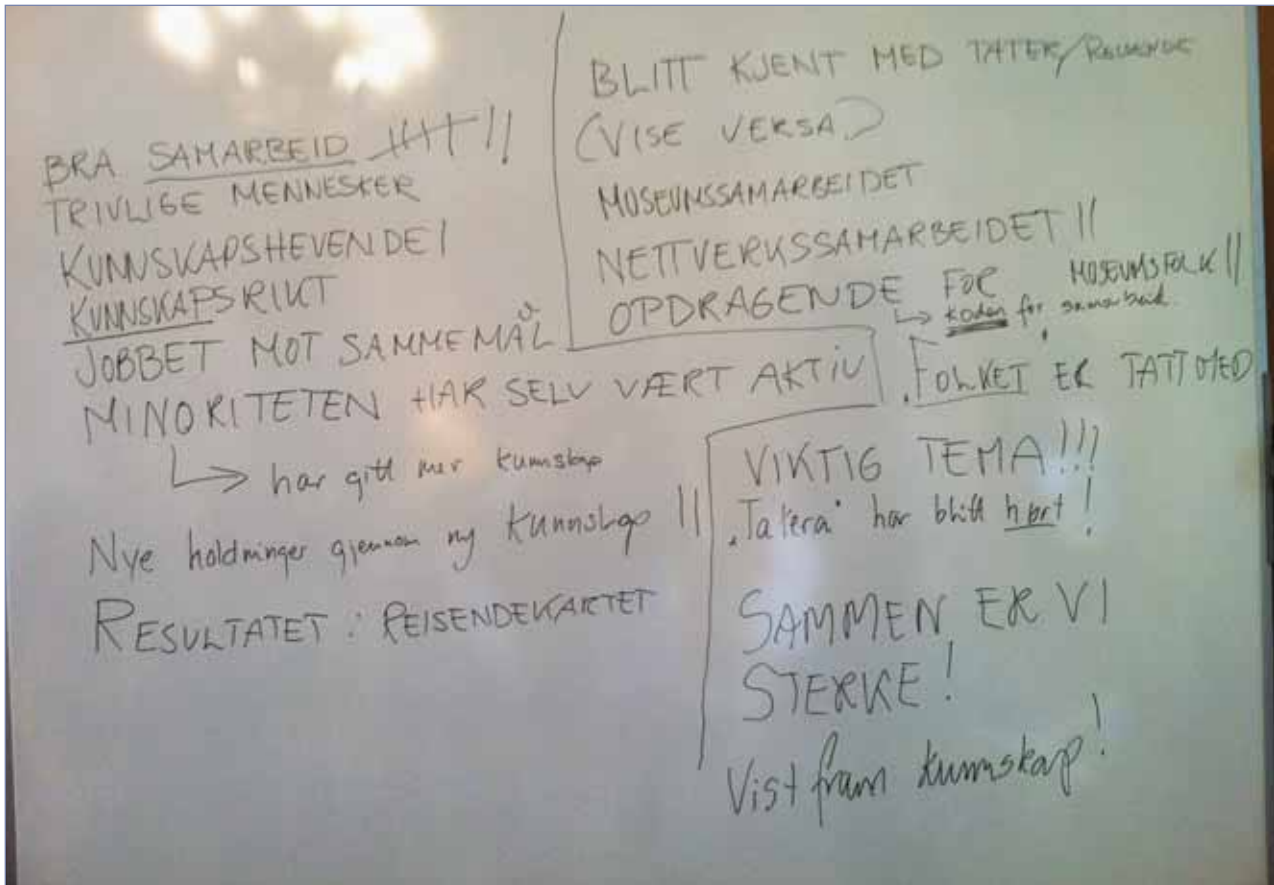 BRA SAMARBEID |||| ||
TRIVLIGE MENNESKER
KUNNSKAPSHEVENDE |
KUNNSKAPSRIKT
JOBBET MOT SAMME MÅL
MINORITETEN HAR SELV VÆRT AKTIV
har gitt mer kunnskap
Nye holdninger gjennom ny kunnskap ||
RESULTATET: REISENDEKARTET
BLITT KJENT MED TATER/REISENDE
(VISE VERSA)
MUSEUMSSAMARBEIDET
NETTVERKSSAMARBEIDET ||
OPDRAGENDE FOR MUSEUMSFOLK ||
koden for samarbeid
FOLKET ER TATT MED
VIKTIG TEMA!!!
"Tatera" har blitt hørt!
SAMMEN ER VI
STERKE!
Vist fram kunnskap!